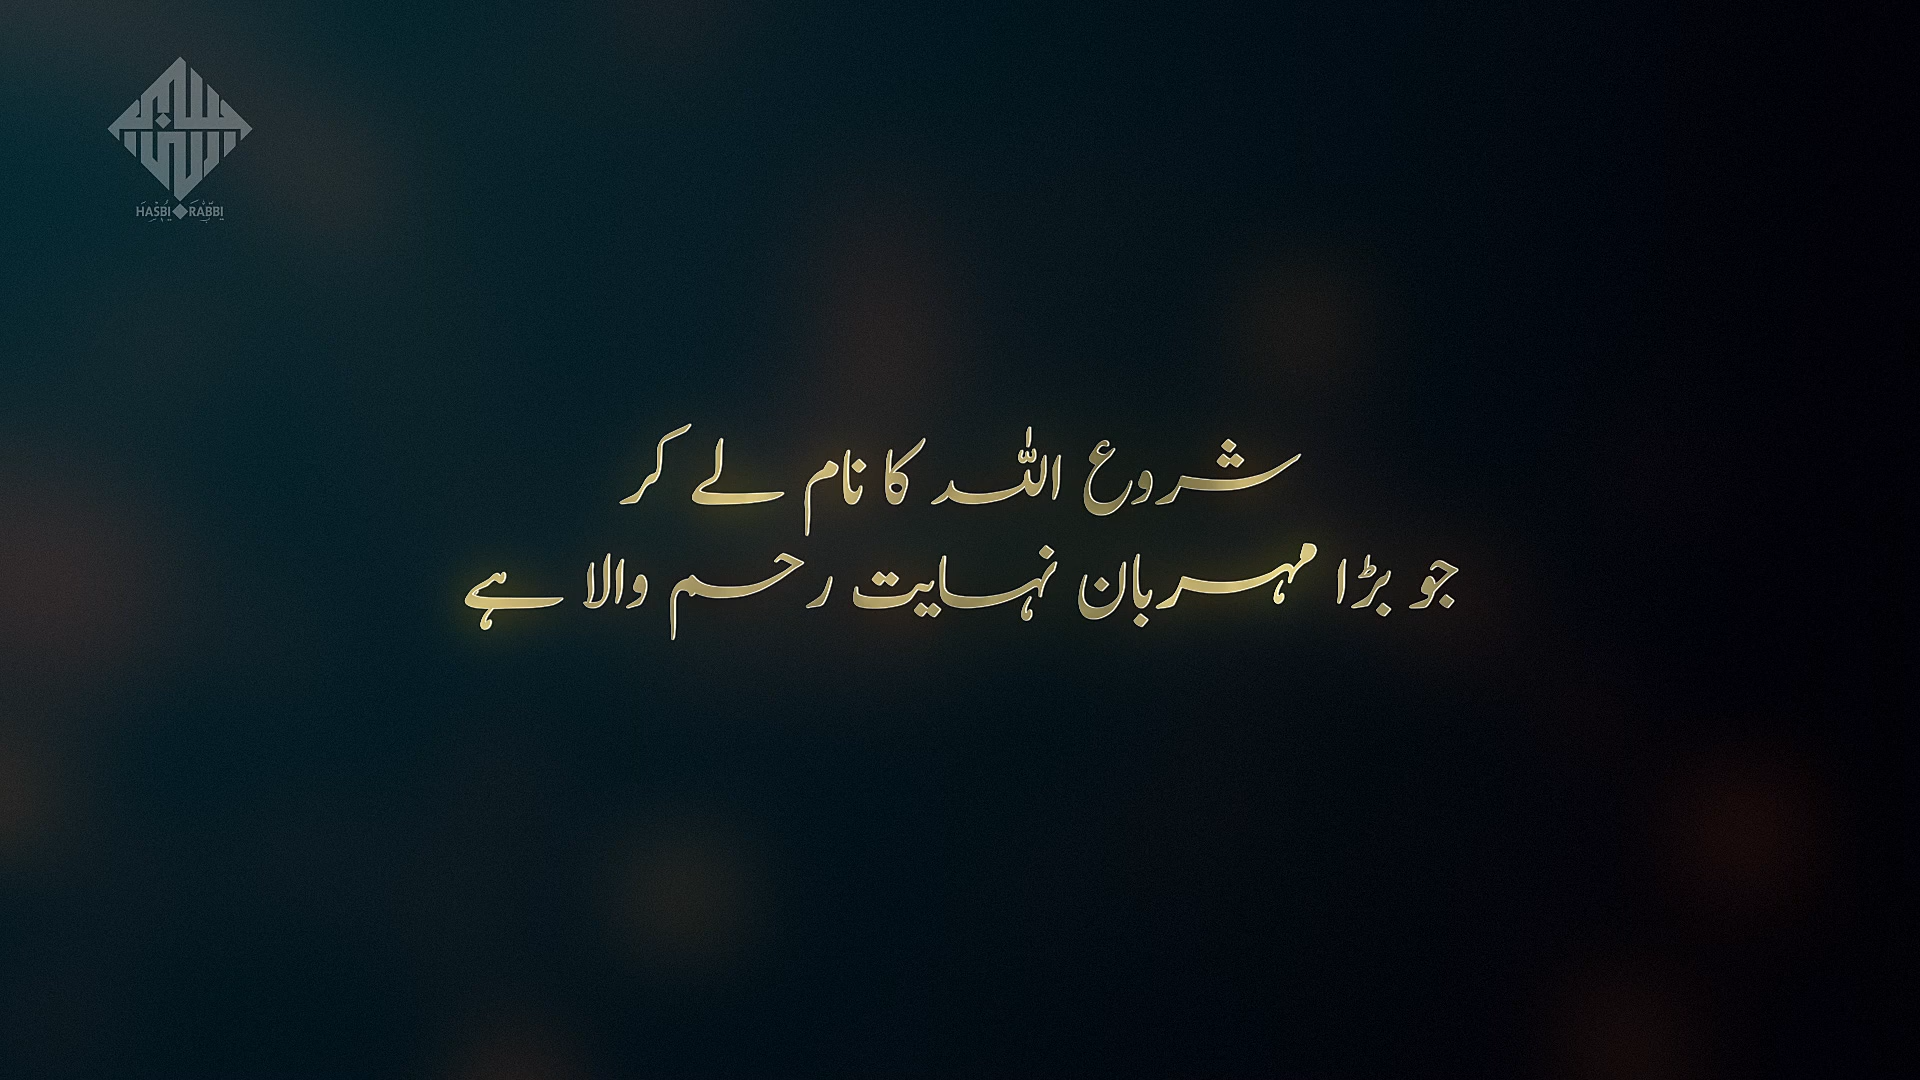 HASBI RABBI
شروع اللہ کا نام لے کر
جو بڑا مہربان نہایت رحم والا ہے